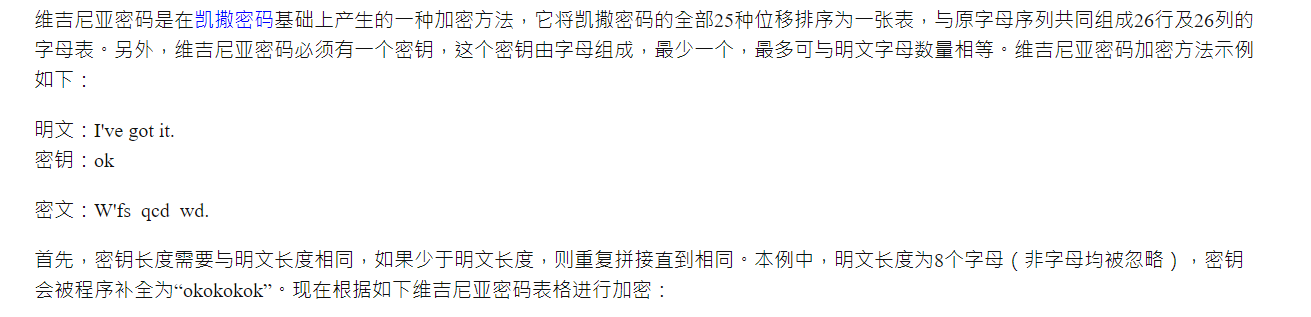 维吉尼亚密码是在凯撒密码基础上产生的一种加密方法，它将凯撒密码的全部25种位移排序为一张表，与原字母序列共同组成26行及26列的
字母表。另外，维吉尼亚密码必须有一个密钥，这个密钥由字母组成，最少一个，最多可与明文字母数量相等。维吉尼亚密码加密方法示例
如下：
明文：I've got it.
密钥：ok
密文：W'fs  qcd  wd.
首先，密钥长度需要与明文长度相同，如果少于明文长度，则重复拼接直到相同。本例中，明文长度为8个字母（非字母均被忽略），密钥
会被程序补全为“okokokok”。现在根据如下维吉尼亚密码表格进行加密：